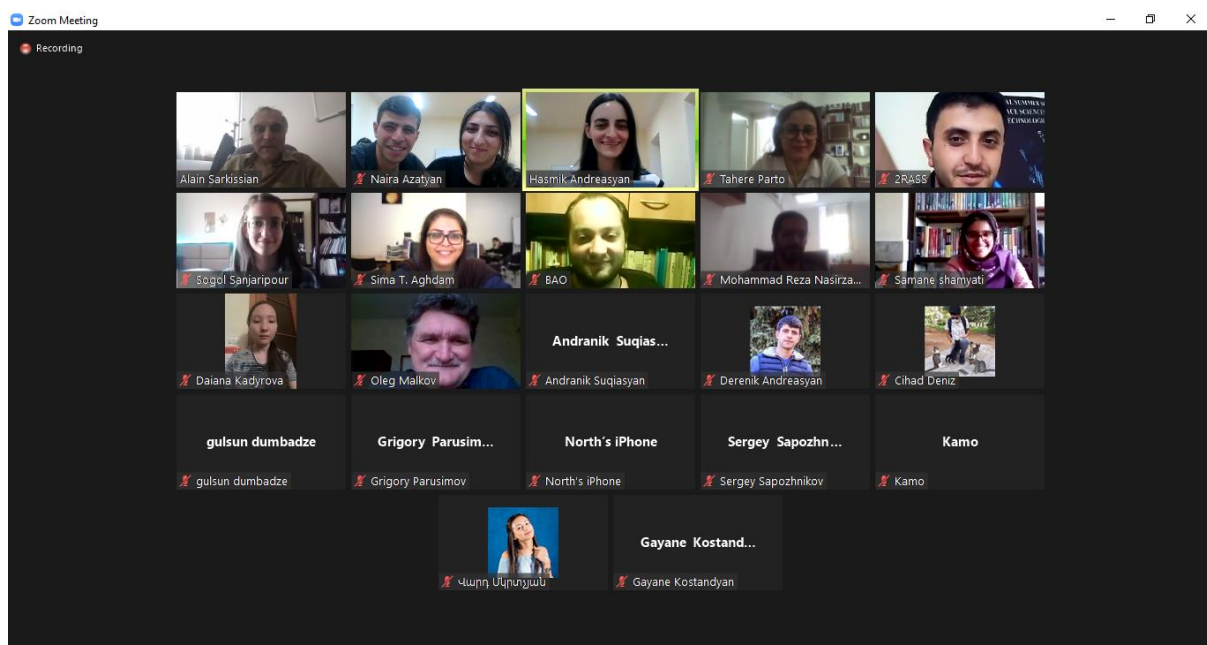 Zoom Meeting
Recording
Alain Sarkissian
Naira Azatyan
Hasmik Andreasyan
Tahere Parto
2RASS
Sogol Sanjaripour
Sima T. Aghdam
BAO
Mohammad Reza Nasirza...
Samane shamyati
Daiana Kadyrova
Oleg Malkov
Andranik Suqias...
Andranik Suqiasyan
Derenik Andreasyan
Cihad Deniz
gulsun dumbadze
gulsun dumbadze
Grigory Parusim...
Grigory Parusimov
North's iPhone
North's iPhone
Sergey Sapozhn...
Sergey Sapozhnikov
Kamo
Kamo
Վարդ Մկրտչյան
Gayane Kostand...
Gayane Kostandyan